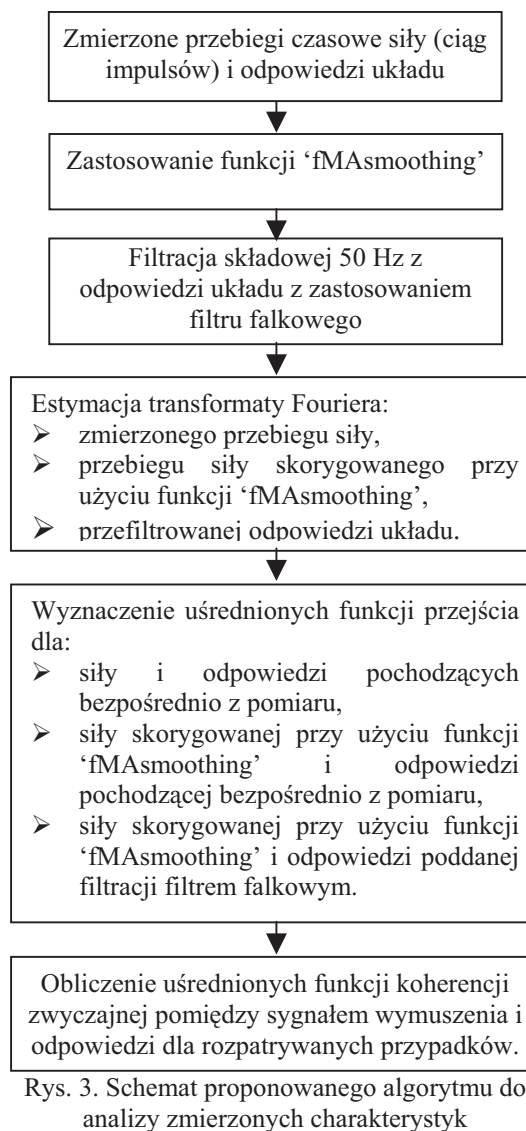 Zmierzone przebiegi czasowe siły (ciąg
impulsów) i odpowiedzi układu
Zastosowanie funkcji ‘fMAsmoothing’
Filtracja składowej 50 Hz z
odpowiedzi układu z zastosowaniem
filtru falkowego
Estymacja transformaty Fouriera:
➢ zmierzonego przebiegu siły,
➢ przebiegu siły skorygowanego przy
użyciu funkcji ‘fMAsmoothing’,
➢ przefiltrowanej odpowiedzi układu.
Wyznaczenie uśrednionych funkcji przejścia
dla:
➢ siły i odpowiedzi pochodzących
bezpośrednio z pomiaru,
➢ siły skorygowanej przy użyciu funkcji
‘fMAsmoothing’ i odpowiedzi
pochodzącej bezpośrednio z pomiaru,
➢ siły skorygowanej przy użyciu funkcji
‘fMAsmoothing’ i odpowiedzi poddanej
filtracji filtrem falkowym.
Obliczenie uśrednionych funkcji koherencji
zwyczajnej pomiędzy sygnałem wymuszenia i
odpowiedzi dla rozpatrywanych przypadków.
Rys. 3. Schemat proponowanego algorytmu do
analizy zmierzonych charakterystyk